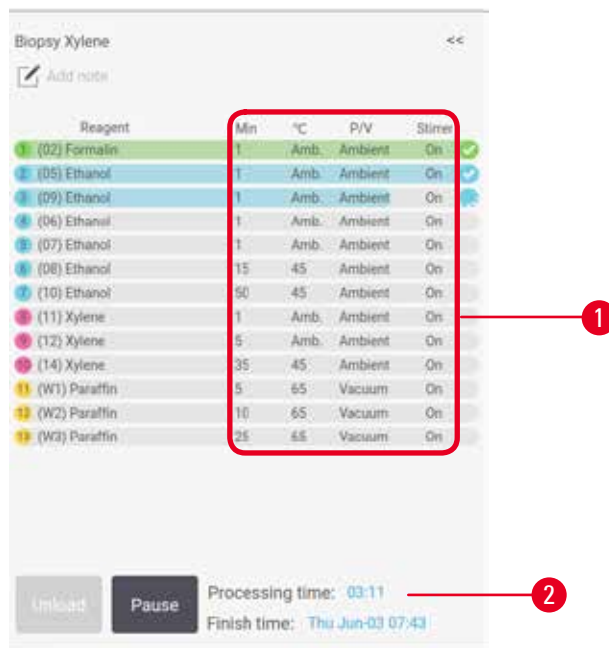 Biopsy Xylene <<
Add note
Reagent Min °C P/V Stirrer
1 (02) Formalin 1 Amb. Ambient On
2 (05) Ethanol 1 Amb. Ambient On
3 (09) Ethanol 1 Amb. Ambient On
4 (06) Ethanol 1 Amb. Ambient On
5 (07) Ethanol 1 Amb. Ambient On
6 (08) Ethanol 15 45 Ambient On
7 (10) Ethanol 50 45 Ambient On
8 (11) Xylene 1 Amb. Ambient On
9 (12) Xylene 5 Amb. Ambient On
10 (14) Xylene 35 45 Ambient On
11 (W1) Paraffin 5 65 Vacuum On
12 (W2) Paraffin 10 65 Vacuum On
13 (W3) Paraffin 25 65 Vacuum On
1
Unload Pause Processing time: 03:11 2
Finish time: Thu Jun-03 07:43